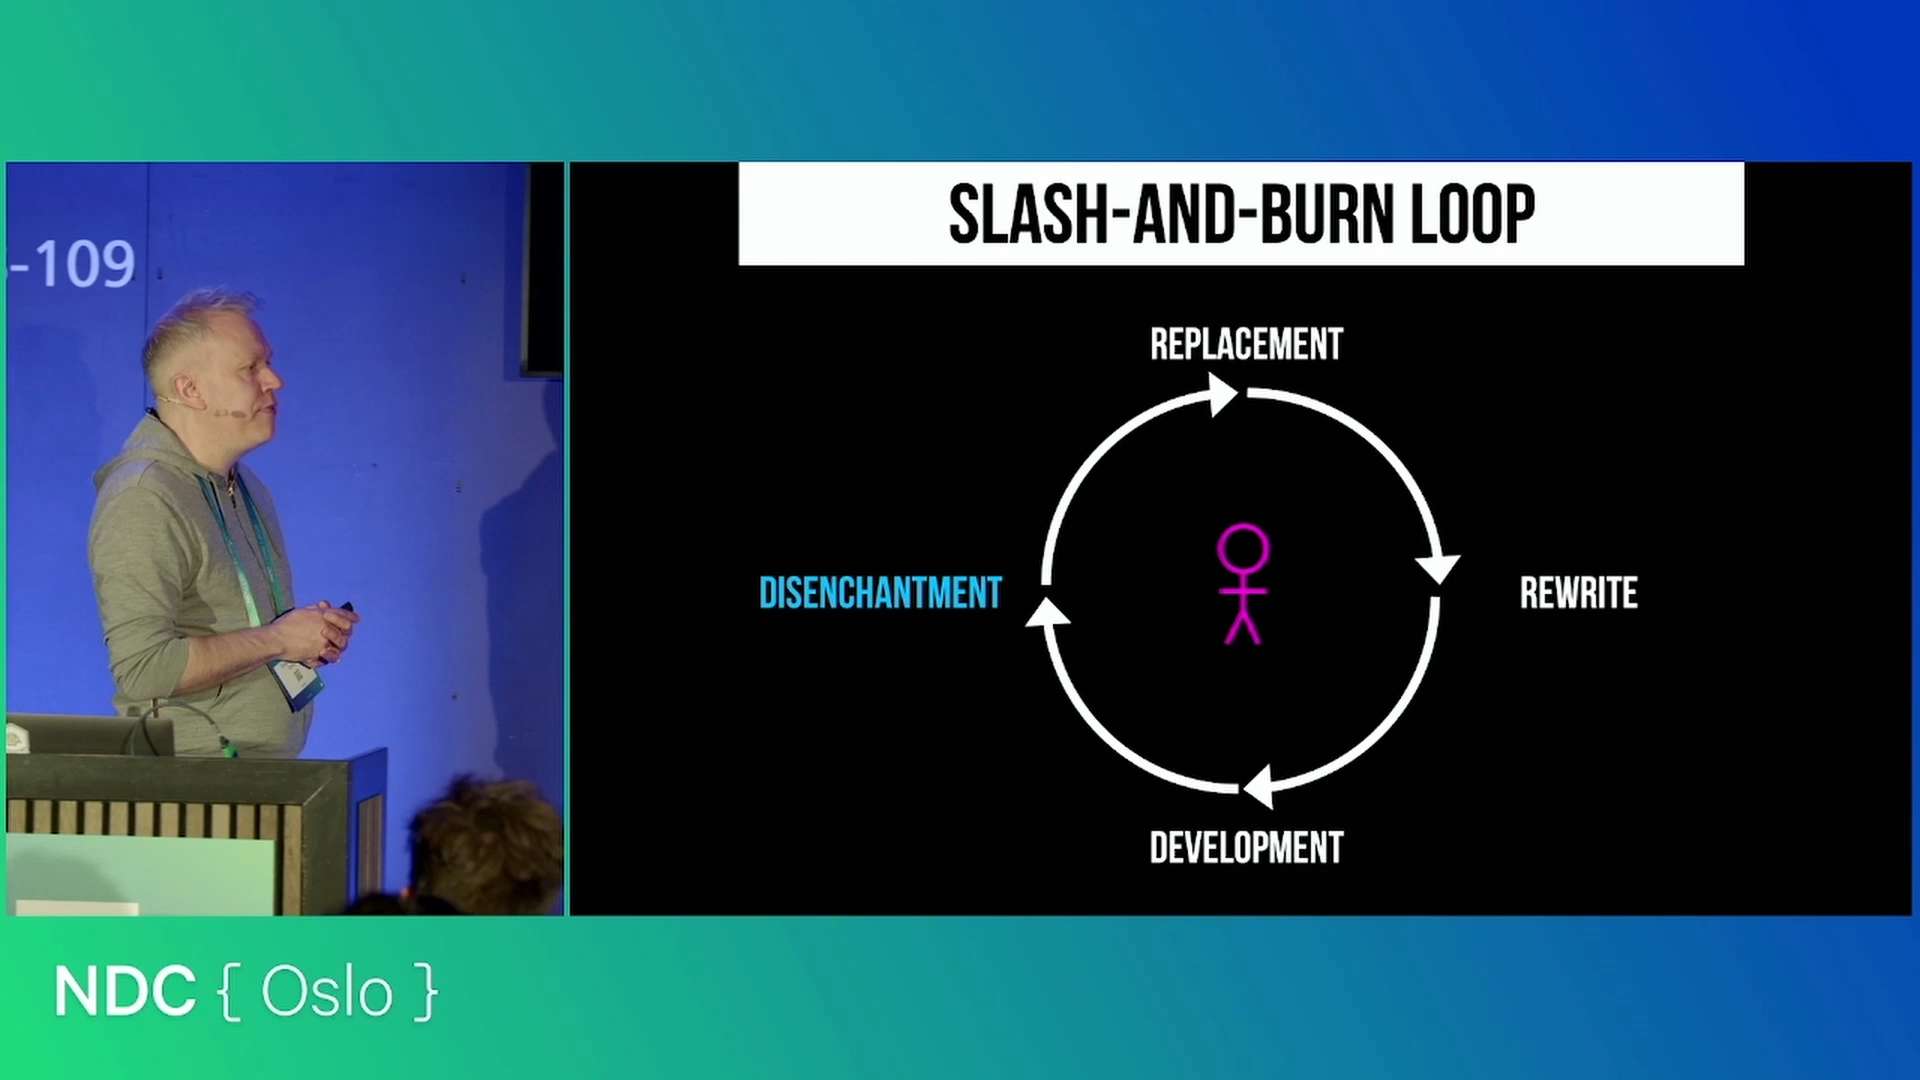 -109
SLASH-AND-BURN LOOP
REPLACEMENT
DISENCHANTMENT
REWRITE
DEVELOPMENT
NDC { Oslo }